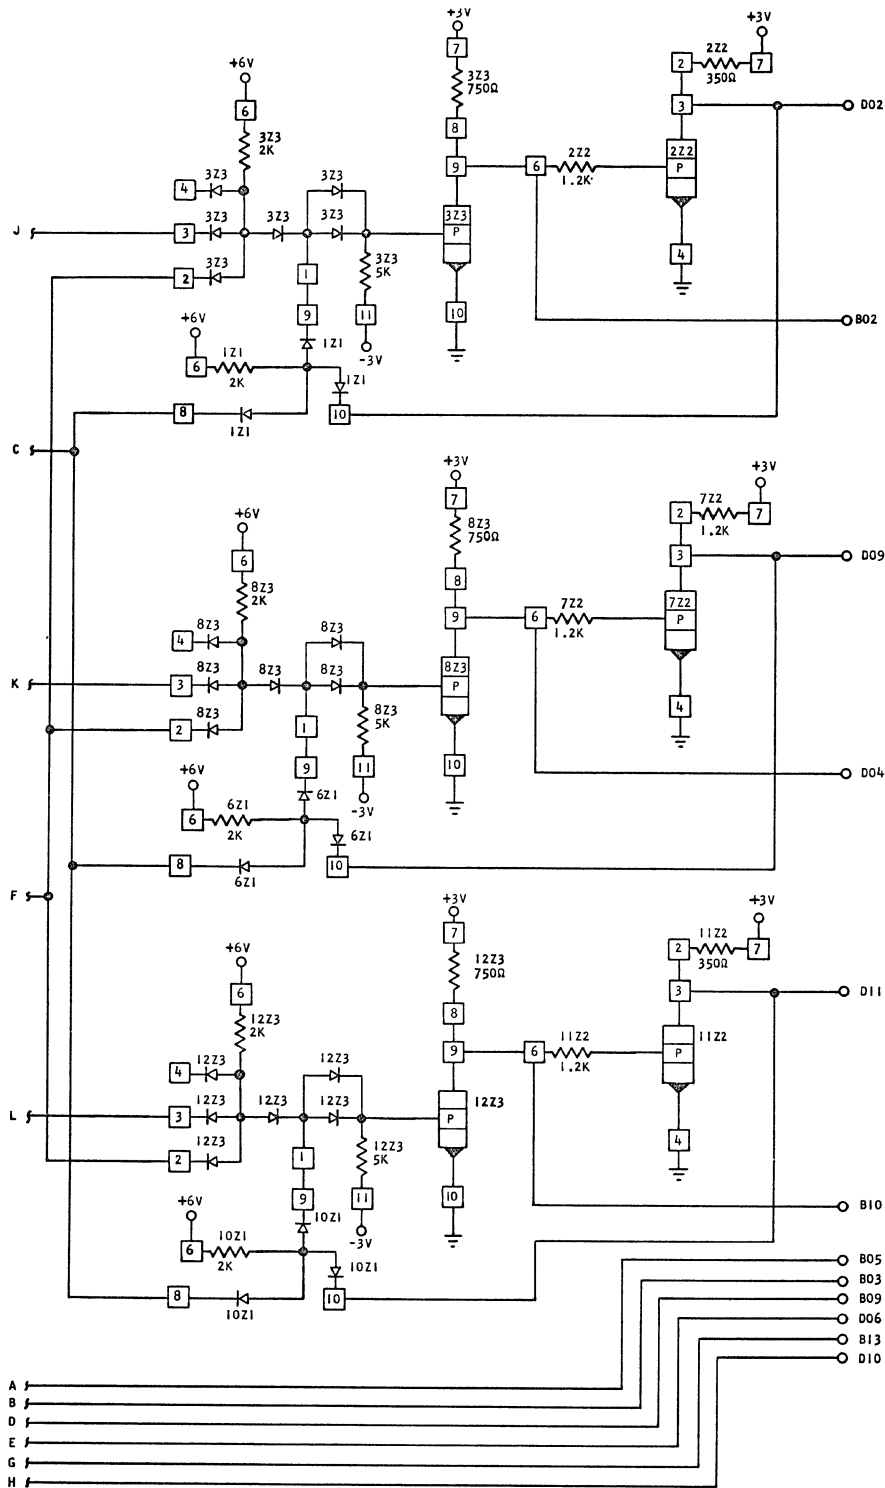 +3V
7
3Z3
750Ω
8
9
+6V
6
3Z3
2K
4
3Z3
3
3Z3
2
3Z3
3Z3
3Z3
3Z3
J
1
9
3Z3
5K
11
-3V
3Z3
P
10
6
2Z2
1.2K
2
2Z2
350Ω
7
+3V
3
2Z2
P
4
D02
B02
+6V
6
1Z1
2K
1Z1
1Z1
10
8
1Z1
C
+3V
7
8Z3
750Ω
8
9
+6V
6
8Z3
2K
4
8Z3
3
8Z3
2
8Z3
8Z3
8Z3
8Z3
K
1
9
8Z3
5K
11
-3V
8Z3
P
10
6
7Z2
1.2K
2
7Z2
1.2K
7
+3V
3
7Z2
P
4
D09
D04
+6V
6
6Z1
2K
6Z1
6Z1
10
8
6Z1
F
+3V
7
12Z3
750Ω
8
9
+6V
6
12Z3
2K
4
12Z3
3
12Z3
2
12Z3
12Z3
12Z3
12Z3
L
1
9
12Z3
5K
11
-3V
12Z3
P
10
6
11Z2
1.2K
2
11Z2
350Ω
7
+3V
3
11Z2
P
4
D11
B10
+6V
6
10Z1
2K
10Z1
10Z1
10
8
10Z1
B05
B03
B09
D06
B13
D10
A
B
D
E
G
H